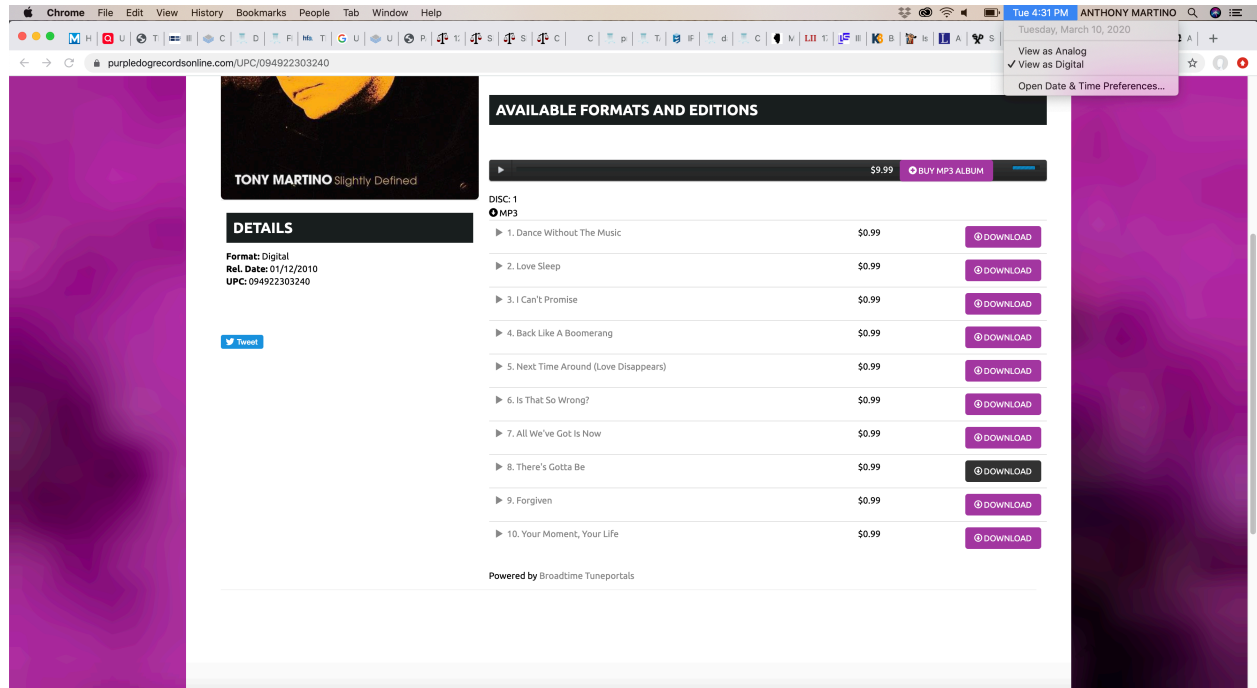 Chrome File Edit View History Bookmarks People Tab Window Help Tue 4:31 PM ANTHONY MARTINO
Tuesday, March 10, 2020
View as Analog
✓ View as Digital
Open Date & Time Preferences...
purpledogrecordsonline.com/UPC/094922303240
TONY MARTINO Slightly Defined
AVAILABLE FORMATS AND EDITIONS
$9.99 BUY MP3 ALBUM
DISC: 1
MP3
DETAILS
Format: Digital
Rel. Date: 01/12/2010
UPC: 094922303240
Tweet
1. Dance Without The Music $0.99 DOWNLOAD
2. Love Sleep $0.99 DOWNLOAD
3. I Can't Promise $0.99 DOWNLOAD
4. Back Like A Boomerang $0.99 DOWNLOAD
5. Next Time Around (Love Disappears) $0.99 DOWNLOAD
6. Is That So Wrong? $0.99 DOWNLOAD
7. All We've Got Is Now $0.99 DOWNLOAD
8. There's Gotta Be $0.99 DOWNLOAD
9. Forgiven $0.99 DOWNLOAD
10. Your Moment, Your Life $0.99 DOWNLOAD
Powered by Broadtime Tuneportals